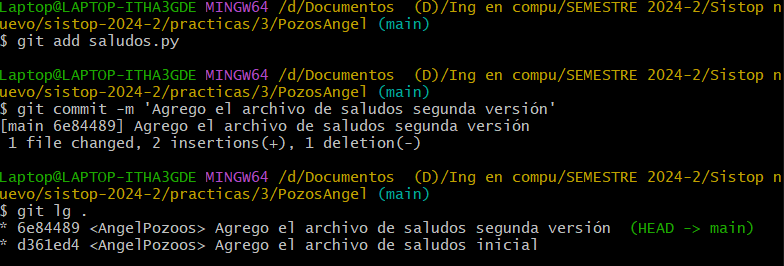 Laptop@LAPTOP-ITHA3GDE MINGW64 /d/Documentos  (D)/Ing en compu/SEMESTRE 2024-2/Sistop n
uevo/sistop-2024-2/practicas/3/PozosAngel (main)
$ git add saludos.py

Laptop@LAPTOP-ITHA3GDE MINGW64 /d/Documentos  (D)/Ing en compu/SEMESTRE 2024-2/Sistop n
uevo/sistop-2024-2/practicas/3/PozosAngel (main)
$ git commit -m 'Agrego el archivo de saludos segunda versión'
[main 6e84489] Agrego el archivo de saludos segunda versión
 1 file changed, 2 insertions(+), 1 deletion(-)

Laptop@LAPTOP-ITHA3GDE MINGW64 /d/Documentos  (D)/Ing en compu/SEMESTRE 2024-2/Sistop n
uevo/sistop-2024-2/practicas/3/PozosAngel (main)
$ git lg .
* 6e84489 <AngelPozoos> Agrego el archivo de saludos segunda versión  (HEAD -> main)
* d361ed4 <AngelPozoos> Agrego el archivo de saludos inicial